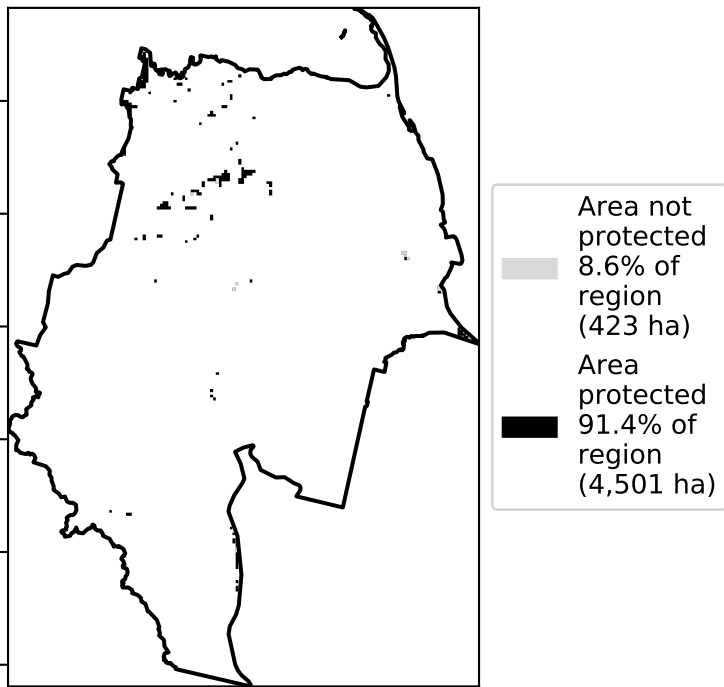 Area not
protected
8.6% of
region
(423 ha)
Area
protected
91.4% of
region
(4,501 ha)